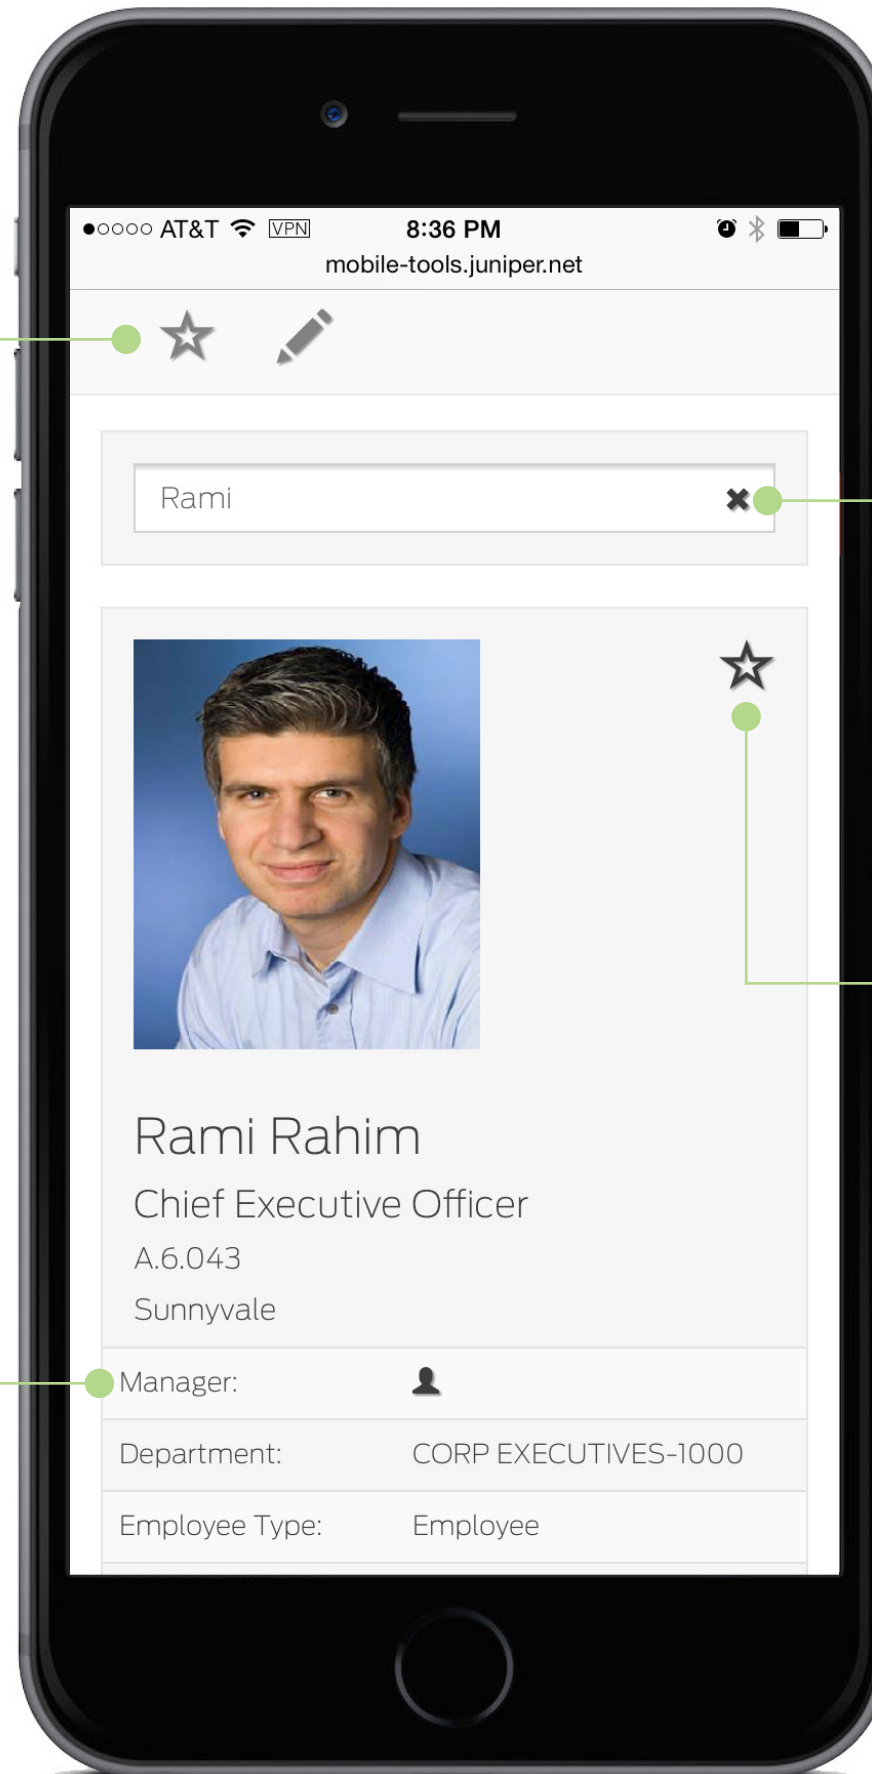 AT&T VPN 8:36 PM
mobile-tools.juniper.net
Rami
Rami Rahim
Chief Executive Officer
A.6.043
Sunnyvale
Manager:
Department: CORP EXECUTIVES-1000
Employee Type: Employee